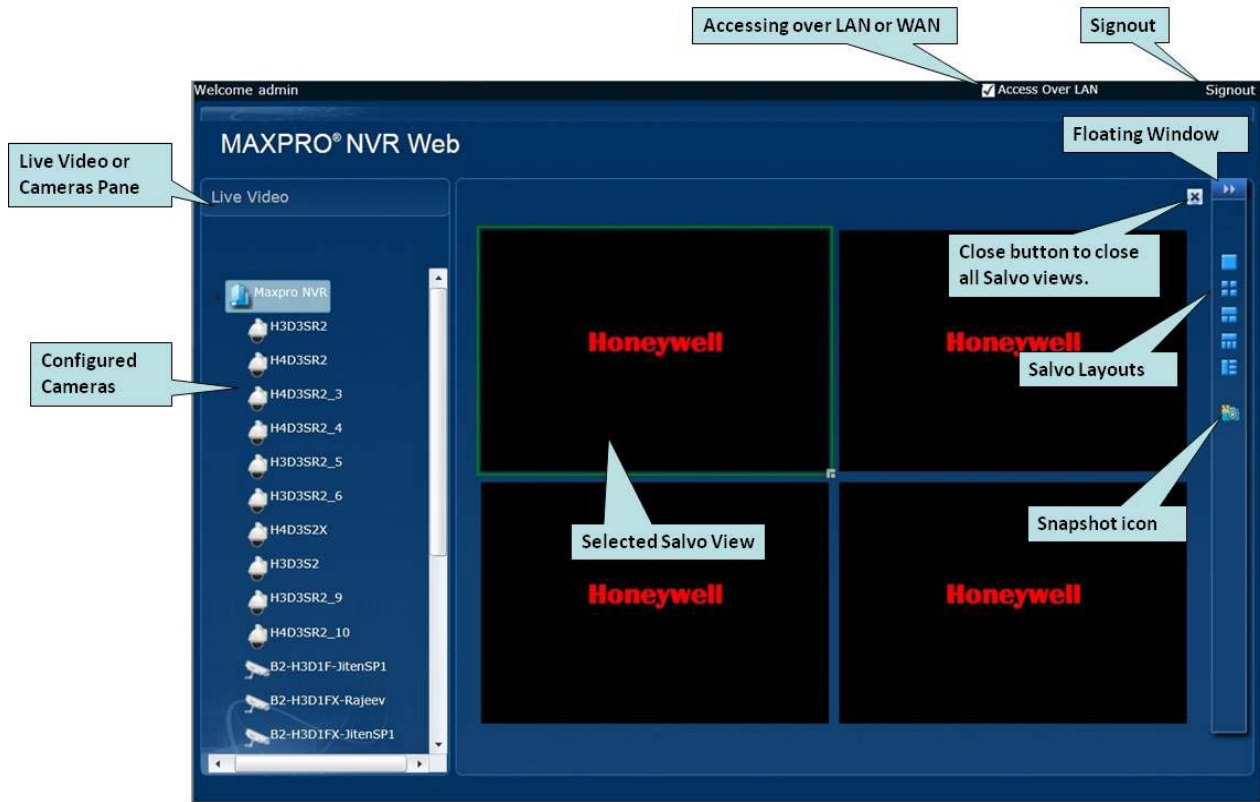 Accessing over LAN or WAN
Signout
Welcome admin
Access Over LAN
Signout
MAXPRO® NVR Web
Floating Window
Live Video or
Cameras Pane
Live Video
Close button to close
all Salvo views.
Maxpro NVR
H3D3SR2
H4D3SR2
H4D3SR2_3
H4D3SR2_4
H3D3SR2_5
H3D3SR2_6
H4D3S2X
H3D3S2
H3D3SR2_9
H4D3SR2_10
B2-H3D1F-JitenSP1
B2-H3D1FX-Rajeev
B2-H3D1FX-JitenSP1
Configured
Cameras
Honeywell
Honeywell
Salvo Layouts
Selected Salvo View
Snapshot icon
Honeywell
Honeywell